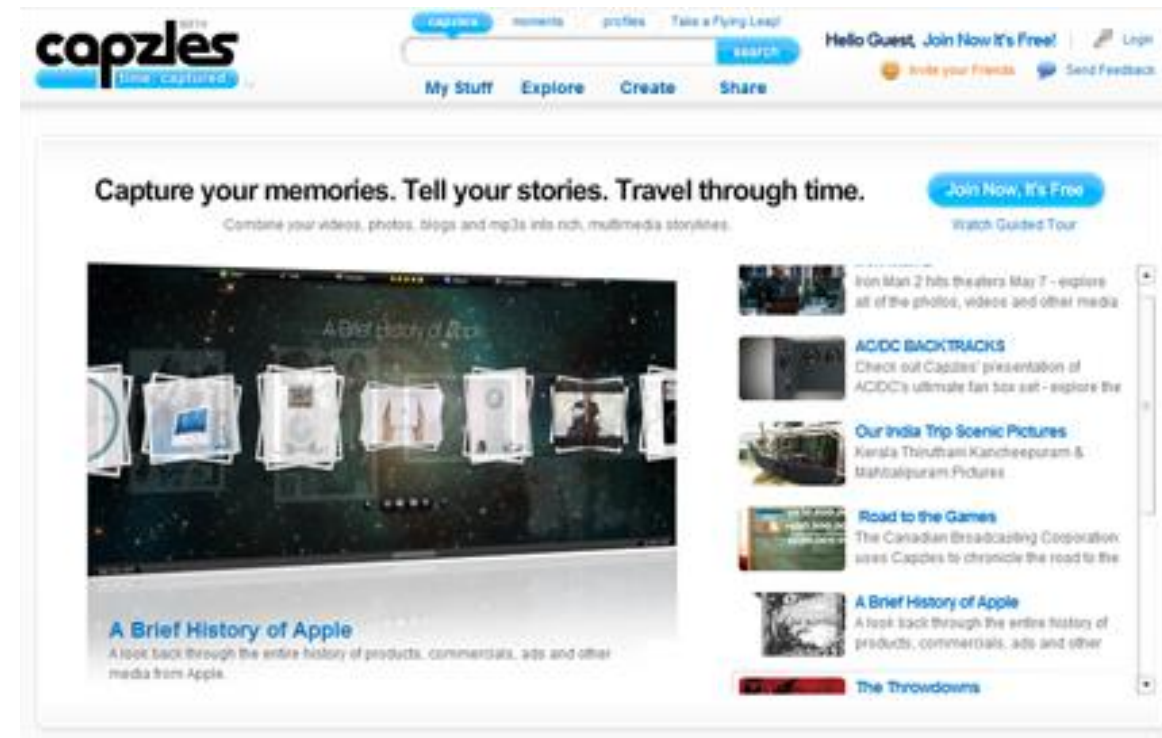 BETA
capzles
time captured
capzles moments profiles Take a Flying Leap!
search
Hello Guest, Join Now It's Free! Login
Invite your Friends Send Feedback
My Stuff Explore Create Share
Capture your memories. Tell your stories. Travel through time.
Combine your videos, photos, blogs and mp3s into rich, multimedia storylines.
Join Now, It's Free
Watch Guided Tour
A Brief History of Apple
A Brief History of Apple
A look back through the entire history of products, commercials, ads and other
media from Apple.
Iron Man 2 hits theaters May 7 - explore
all of the photos, videos and other media
AC/DC BACKTRACKS
Check out Capzles' presentation of
AC/DC's ultimate fan box set - explore the
Our India Trip Scenic Pictures
Kerala Thiruthani Kancheepuram &
Mahbalipuram Pictures
Road to the Games
The Canadian Broadcasting Corporation
uses Capzles to chronicle the road to the
A Brief History of Apple
A look back through the entire history of
products, commercials, ads and other
The Throwdowns